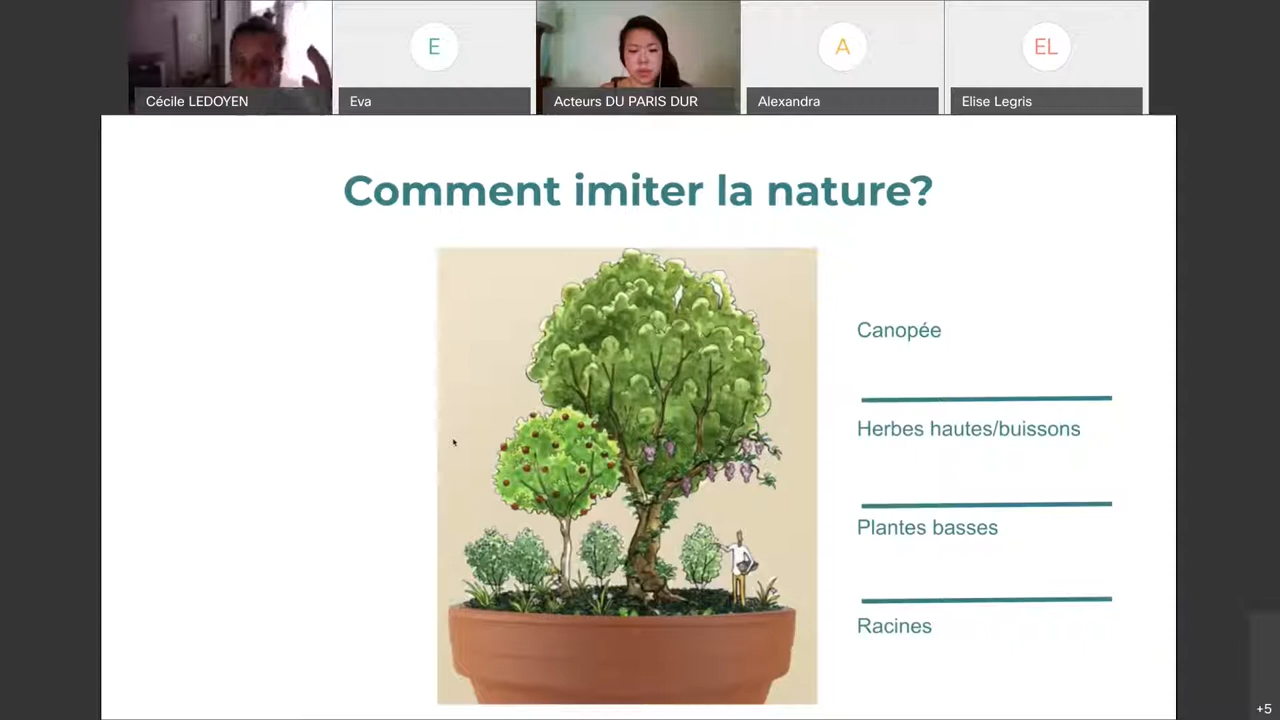 E
A
EL
Cécile LEDOYEN
Eva
Acteurs DU PARIS DUR
Alexandra
Elise Legris
Comment imiter la nature?
Canopée
Herbes hautes/buissons
Plantes basses
Racines
+5